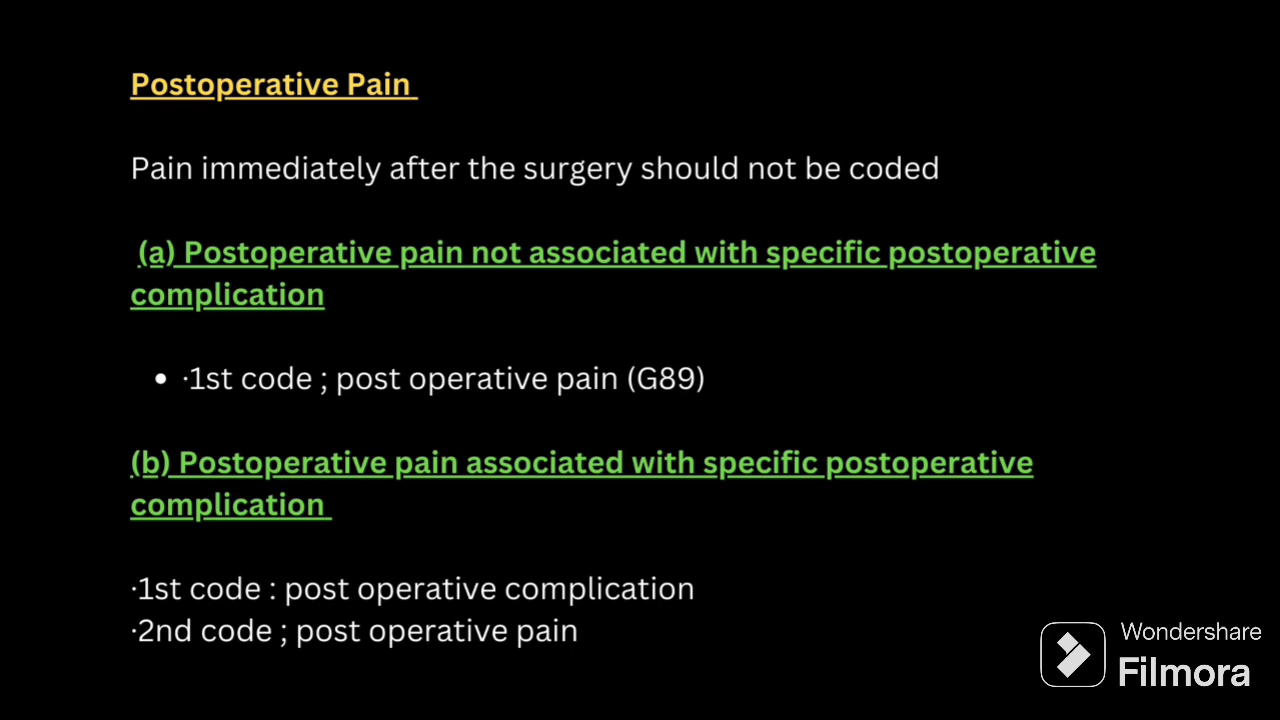 Postoperative Pain
Pain immediately after the surgery should not be coded
(a) Postoperative pain not associated with specific postoperative
complication
• ·1st code ; post operative pain (G89)
(b) Postoperative pain associated with specific postoperative
complication
·1st code : post operative complication
·2nd code ; post operative pain
Wondershare
Filmora